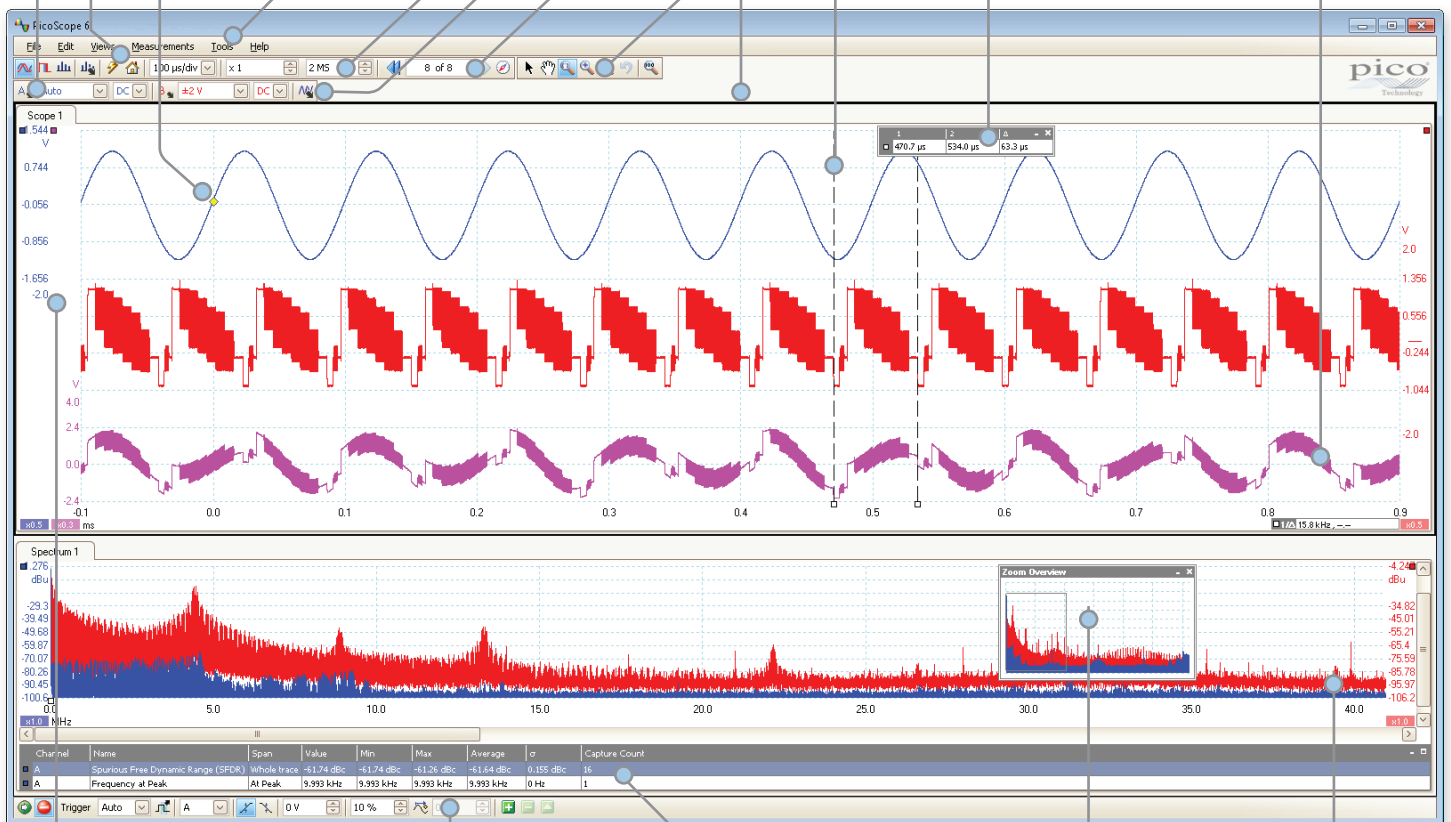 PicoScope 6
File Edit Views Measurements Tools Help
100 µs/div x 1 2 MS 8 of 8
pico
Technology
A Auto DC B ±2 V DC
Scope 1
1 2 Δ
470.7 µs 534.0 µs 63.3 µs
.544
V
0.744
-0.056
-0.856
-1.656
-2.0
V
2.0
1.356
0.556
-0.244
-1.044
-2.0
V
4.0
2.4
0.0
-2.4
-0.1 0.0 0.1 0.2 0.3 0.4 0.5 0.6 0.7 0.8 0.9
x0.5 x0.3 ms
1/Δ 15.8 kHz , --.--
x0.5
Spectrum 1
.276
dBu
-29.3
-39.49
-49.68
-59.87
-70.07
-80.26
-90.45
-100.6
Zoom Overview
-4.24
dBu
-34.82
-45.01
-55.21
-65.4
-75.59
-85.78
-95.97
-106.2
0.0 5.0 10.0 15.0 20.0 25.0 30.0 35.0 40.0
x1.0 MHz
x1.0
Channel Name Span Value Min Max Average σ Capture Count
A Spurious Free Dynamic Range (SFDR) Whole trace -61.74 dBc -61.74 dBc -61.26 dBc -61.64 dBc 0.155 dBc 16
A Frequency at Peak At Peak 9.993 kHz 9.993 kHz 9.993 kHz 9.993 kHz 0 Hz 1
Trigger Auto A 0 V 10 %